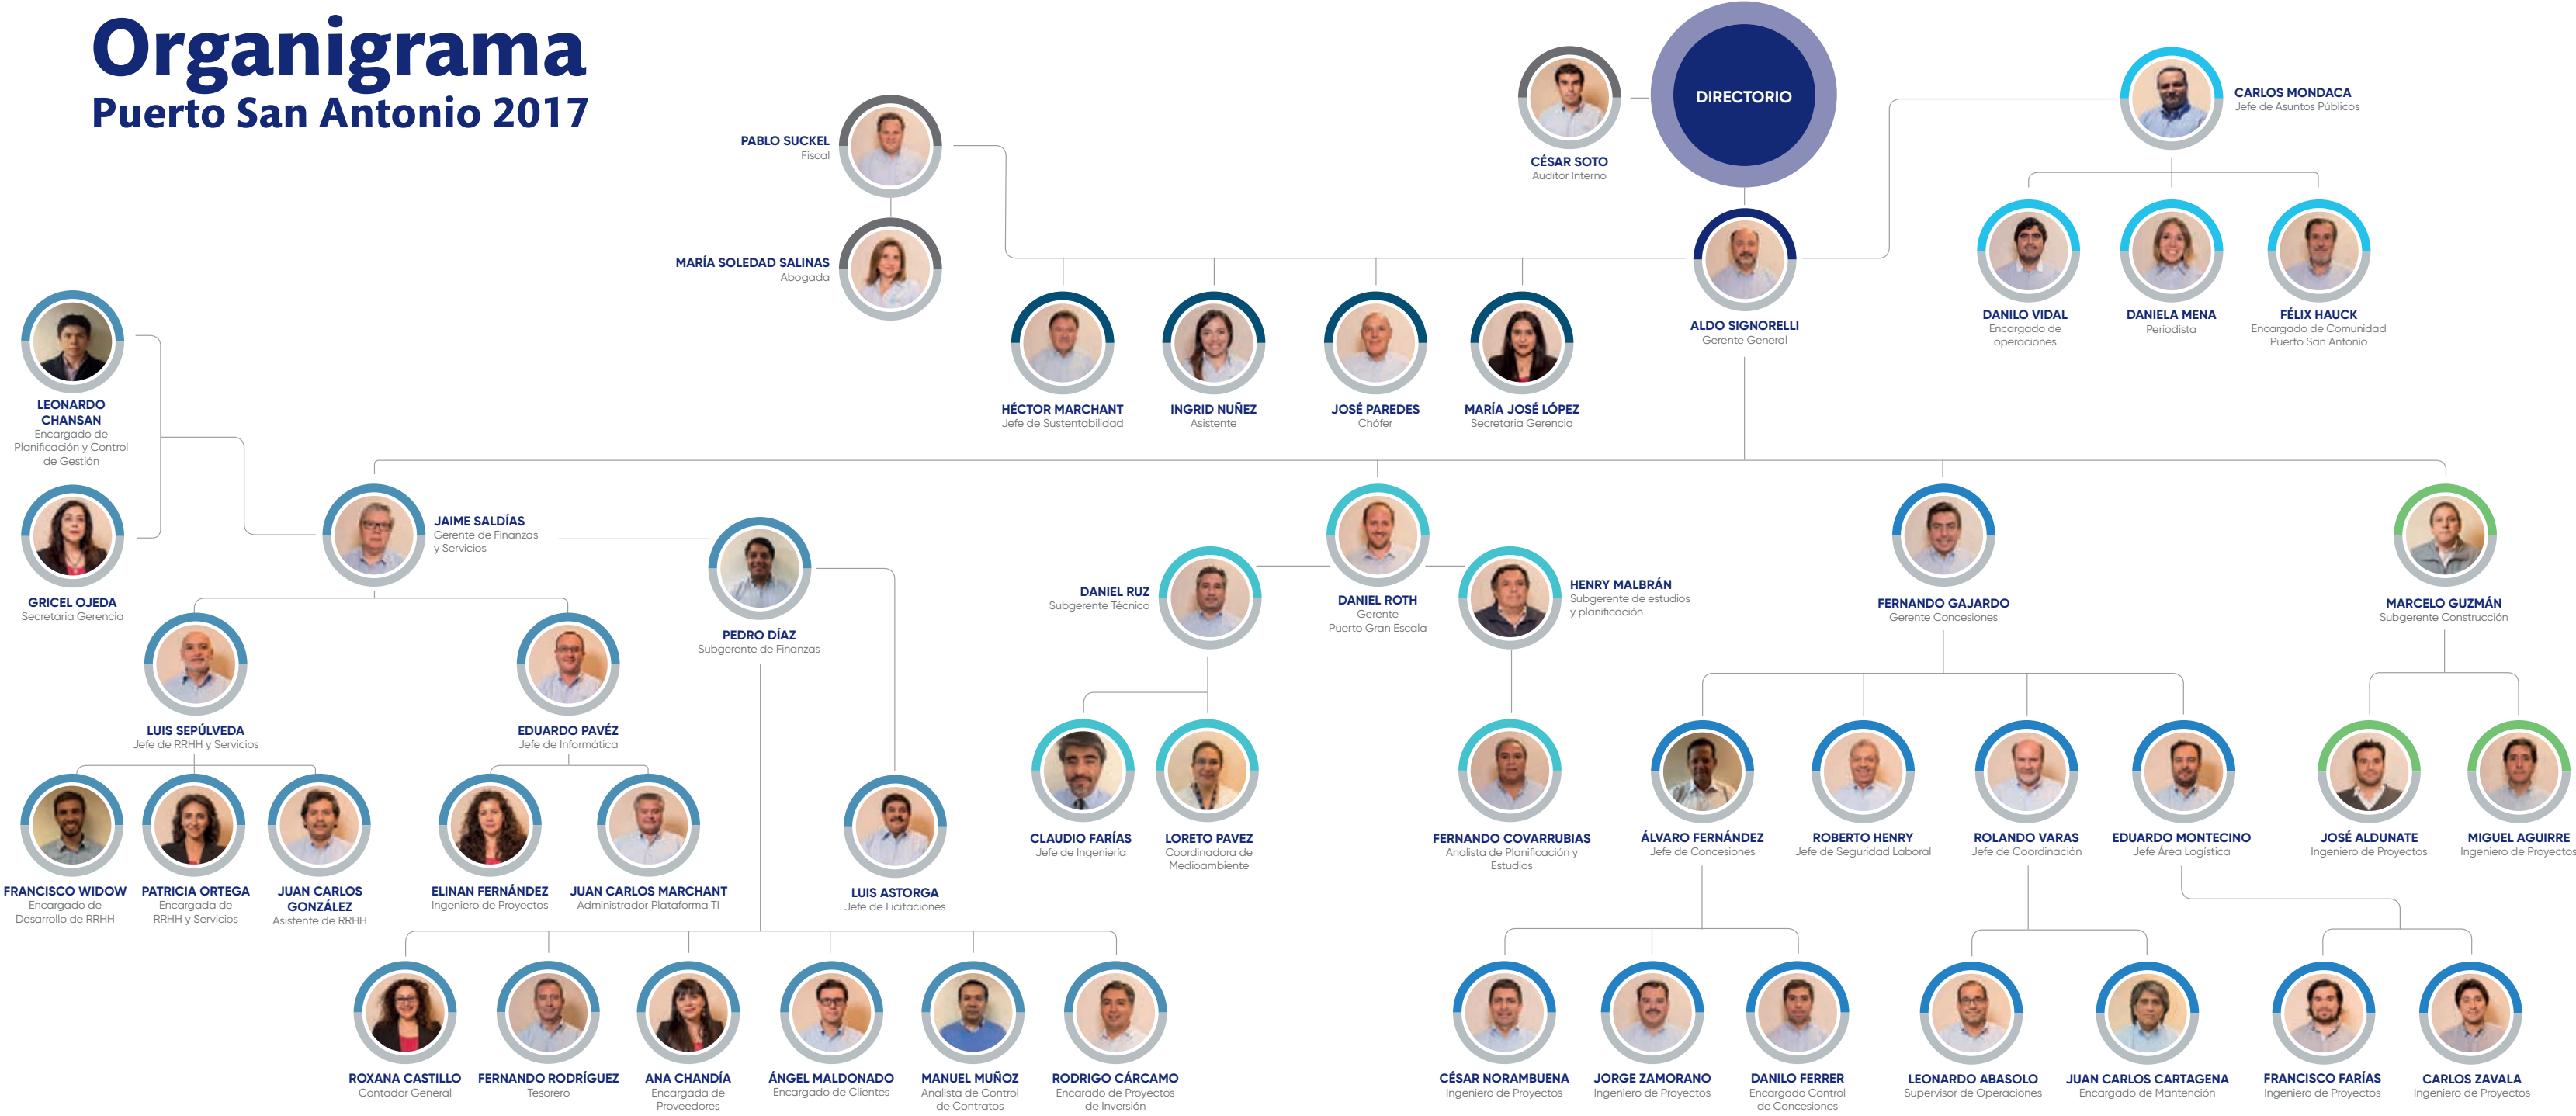 Organigrama
Puerto San Antonio 2017
DIRECTORIO
CÉSAR SOTO
Auditor Interno
CARLOS MONDACA
Jefe de Asuntos Públicos
PABLO SUCKEL
Fiscal
MARÍA SOLEDAD SALINAS
Abogada
ALDO SIGNORELLI
Gerente General
DANILO VIDAL
Encargado de
operaciones
DANIELA MENA
Periodista
FÉLIX HAUCK
Encargado de Comunidad
Puerto San Antonio
HÉCTOR MARCHANT
Jefe de Sustentabilidad
INGRID NUÑEZ
Asistente
JOSÉ PAREDES
Chófer
MARÍA JOSÉ LÓPEZ
Secretaria Gerencia
LEONARDO
CHANSAN
Encargado de
Planificación y Control
de Gestión
GRICEL OJEDA
Secretaria Gerencia
JAIME SALDÍAS
Gerente de Finanzas
y Servicios
PEDRO DÍAZ
Subgerente de Finanzas
DANIEL RUZ
Subgerente Técnico
DANIEL ROTH
Gerente
Puerto Gran Escala
HENRY MALBRÁN
Subgerente de estudios
y planificación
FERNANDO GAJARDO
Gerente Concesiones
MARCELO GUZMÁN
Subgerente Construcción
LUIS SEPÚLVEDA
Jefe de RRHH y Servicios
EDUARDO PAVÉZ
Jefe de Informática
FRANCISCO WIDOW
Encargado de
Desarrollo de RRHH
PATRICIA ORTEGA
Encargada de
RRHH y Servicios
JUAN CARLOS
GONZÁLEZ
Asistente de RRHH
ELINAN FERNÁNDEZ
Ingeniero de Proyectos
JUAN CARLOS MARCHANT
Administrador Plataforma TI
LUIS ASTORGA
Jefe de Licitaciones
CLAUDIO FARÍAS
Jefe de Ingeniería
LORETO PAVEZ
Coordinadora de
Medioambiente
FERNANDO COVARRUBIAS
Analista de Planificación y
Estudios
ÁLVARO FERNÁNDEZ
Jefe de Concesiones
ROBERTO HENRY
Jefe de Seguridad Laboral
ROLANDO VARAS
Jefe de Coordinación
EDUARDO MONTECINO
Jefe Área Logística
JOSÉ ALDUNATE
Ingeniero de Proyectos
MIGUEL AGUIRRE
Ingeniero de Proyectos
ROXANA CASTILLO
Contador General
FERNANDO RODRÍGUEZ
Tesorero
ANA CHANDÍA
Encargada de
Proveedores
ÁNGEL MALDONADO
Encargado de Clientes
MANUEL MUÑOZ
Analista de Control
de Contratos
RODRIGO CÁRCAMO
Encarado de Proyectos
de Inversión
CÉSAR NORAMBUENA
Ingeniero de Proyectos
JORGE ZAMORANO
Ingeniero de Proyectos
DANILO FERRER
Encargado Control
de Concesiones
LEONARDO ABASOLO
Supervisor de Operaciones
JUAN CARLOS CARTAGENA
Encargado de Mantención
FRANCISCO FARÍAS
Ingeniero de Proyectos
CARLOS ZAVALA
Ingeniero de Proyectos